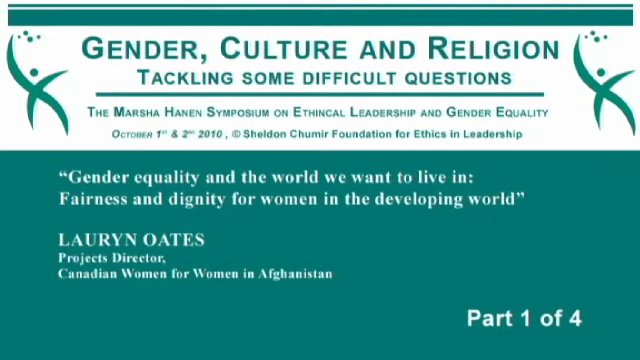 GENDER, CULTURE AND RELIGION
TACKLING SOME DIFFICULT QUESTIONS
THE MARSHA HANEN SYMPOSIUM ON ETHINCAL LEADERSHIP AND GENDER EQUALITY
OCTOBER 1ST & 2ND 2010 , © Sheldon Chumir Foundation for Ethics in Leadership
“Gender equality and the world we want to live in:
Fairness and dignity for women in the developing world”
LAURYN OATES
Projects Director,
Canadian Women for Women in Afghanistan
Part 1 of 4